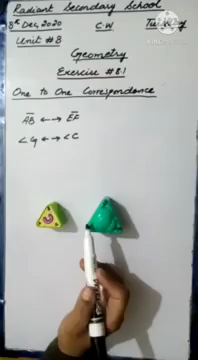 Radiant Secondary School
8th Dec, 2020 C.W Tuesday
Unit # 8
Geometry
Exercise # 8.1
One to One Correspondence
AB ←→ EF
∠G ←→ ∠C